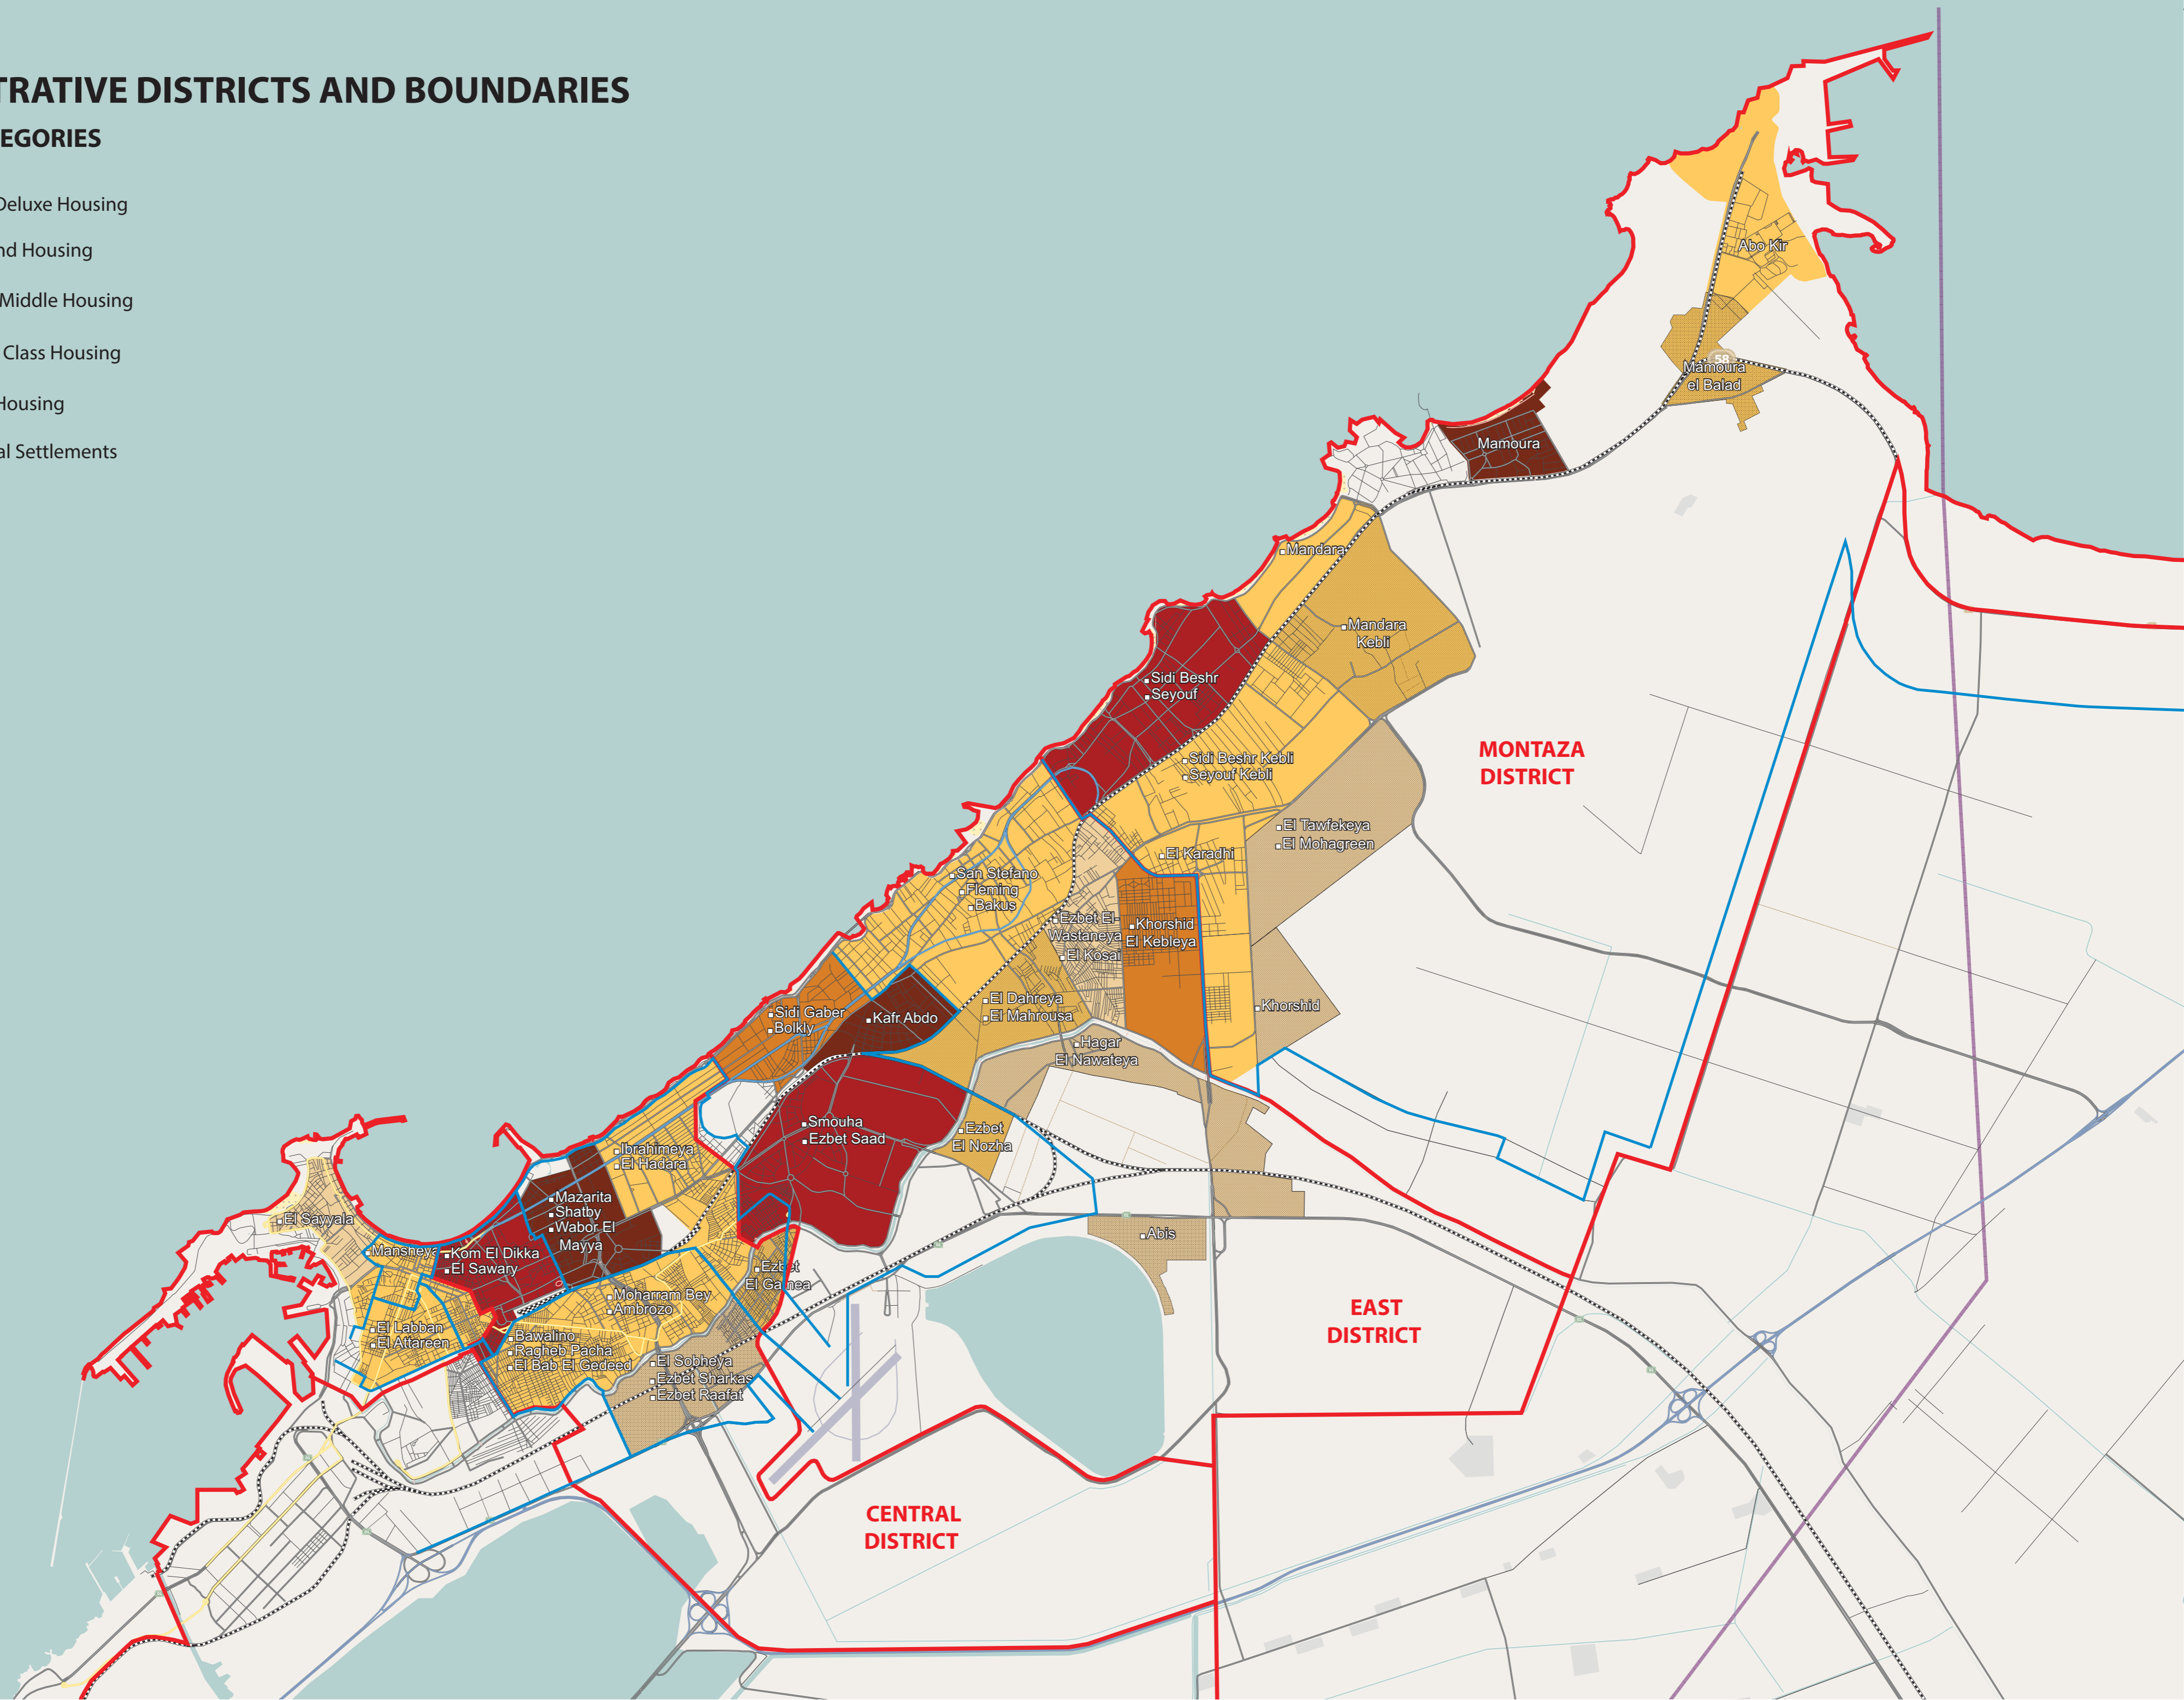 TRATIVE DISTRICTS AND BOUNDARIES
EGORIES
Deluxe Housing
nd Housing
Middle Housing
Class Housing
Housing
al Settlements
Abo Kir
58
Mamoura
el Balad
Mamoura
Mandara
Mandara
Kebli
Sidi Beshr
Seyouf
MONTAZA
DISTRICT
Sidi Beshr Kebli
Seyouf Kebli
El Tawfekeya
El Mohagreen
El Karadhi
San Stefano
Fleming
Bakus
Ezbet El-
Wastaneya
El Kosai
Khorshid
El Kebleya
El Dahreya
El Mahrousa
Khorshid
Sidi Gaber
Bolkly
Kafr Abdo
Hagar
El Nawateya
Smouha
Ezbet Saad
Ezbet
El Nozha
Ibrahimeya
El Hadara
Mazarita
Shatby
Wabor El
Mayya
El Sayyala
Mansheya
Kom El Dikka
El Sawary
Abis
Ezbet
El Gamea
Moharram Bey
Ambrozo
EAST
DISTRICT
El Labban
El Attareen
Bawalino
Ragheb Pacha
El Bab El Gedeed
El Sobheya
Ezbet Sharkas
Ezbet Raafat
CENTRAL
DISTRICT